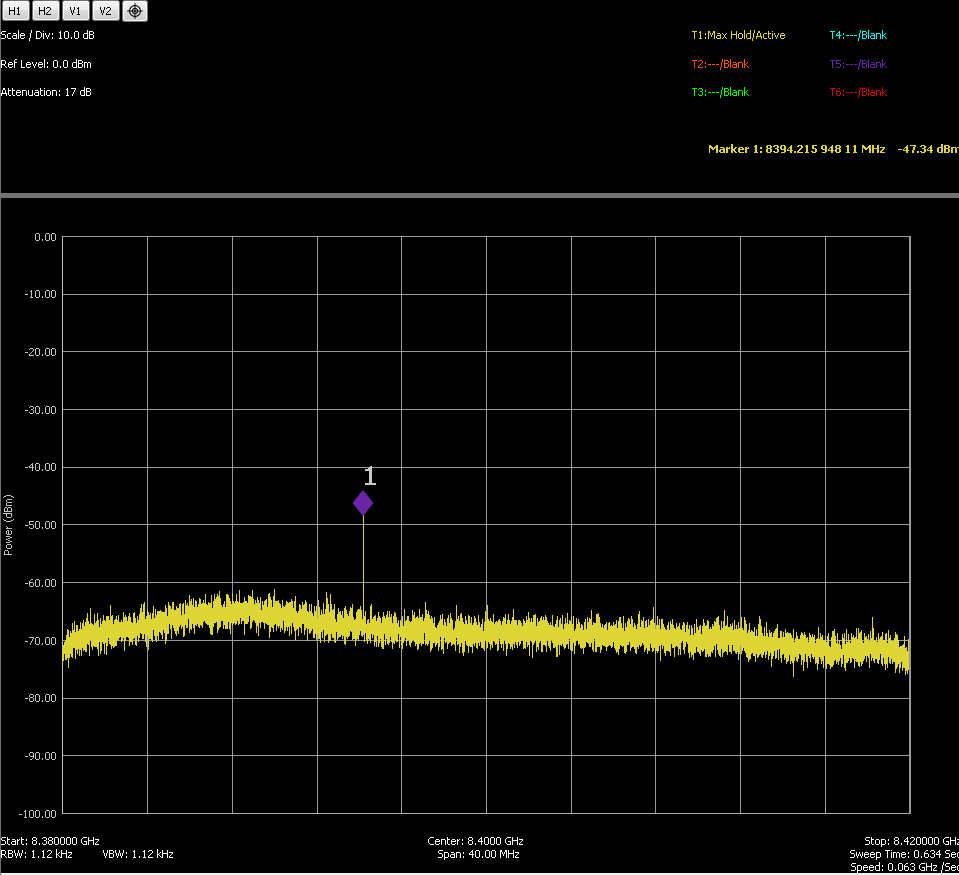 H1 H2 V1 V2
Scale / Div: 10.0 dB
Ref Level: 0.0 dBm
Attenuation: 17 dB
T1:Max Hold/Active T4:---/Blank
T2:---/Blank T5:---/Blank
T3:---/Blank T6:---/Blank
Marker 1: 8394.215 948 11 MHz -47.34 dBm
0.00
-10.00
-20.00
-30.00
-40.00
-50.00
-60.00
-70.00
-80.00
-90.00
-100.00
Power (dBm)
1
Start: 8.380000 GHz Center: 8.4000 GHz Stop: 8.420000 GHz
RBW: 1.12 kHz VBW: 1.12 kHz Span: 40.00 MHz Sweep Time: 0.634 Sec
Speed: 0.063 GHz /Sec